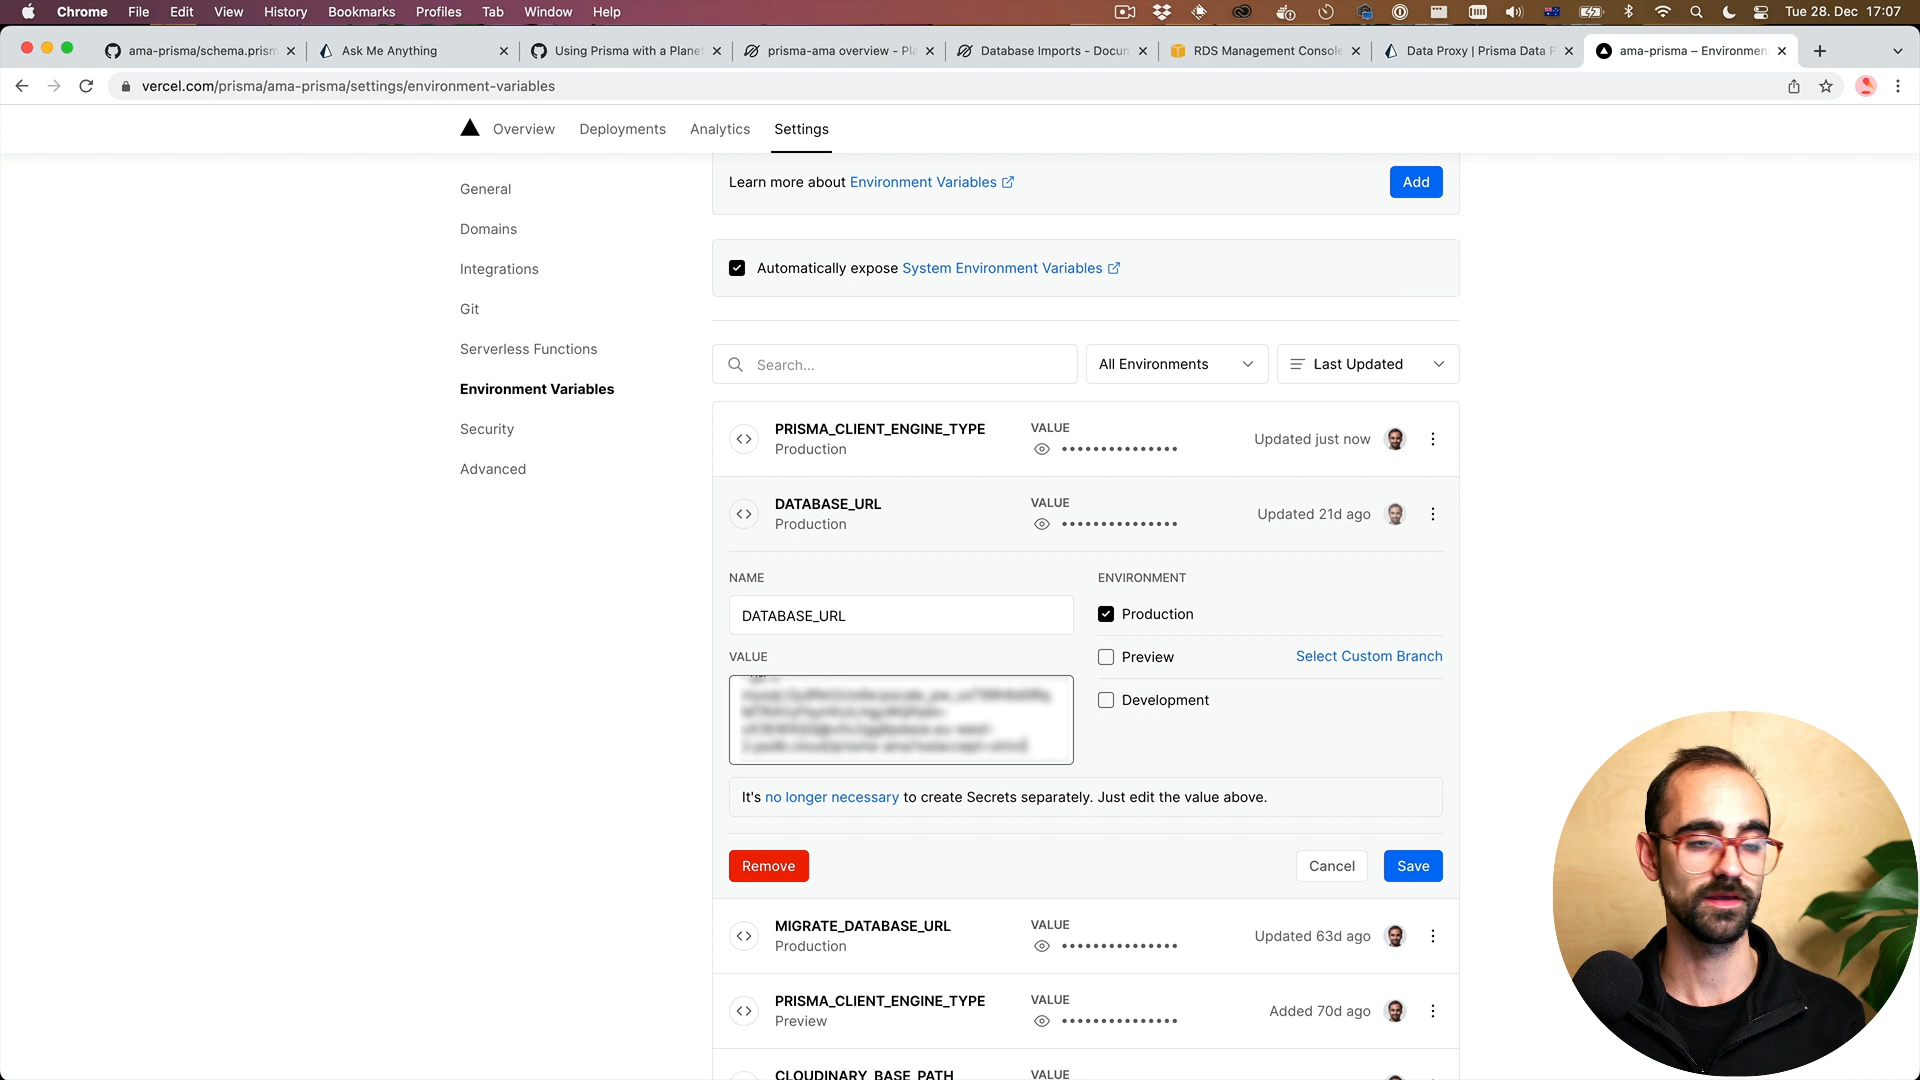 Chrome File Edit View History Bookmarks Profiles Tab Window Help
Tue 28. Dec 17:07
ama-prisma/schema.prism
Ask Me Anything
Using Prisma with a Planet
prisma-ama overview - Pla
Database Imports - Docum
RDS Management Console
Data Proxy | Prisma Data P
ama-prisma – Environmen
vercel.com/prisma/ama-prisma/settings/environment-variables
Overview Deployments Analytics Settings
General
Domains
Integrations
Git
Serverless Functions
Environment Variables
Security
Advanced
Learn more about Environment Variables
Add
Automatically expose System Environment Variables
Search...
All Environments
Last Updated
PRISMA_CLIENT_ENGINE_TYPE
Production
VALUE
Updated just now
DATABASE_URL
Production
VALUE
Updated 21d ago
NAME
DATABASE_URL
VALUE
ENVIRONMENT
Production
Preview
Select Custom Branch
Development
It's no longer necessary to create Secrets separately. Just edit the value above.
Remove
Cancel
Save
MIGRATE_DATABASE_URL
Production
VALUE
Updated 63d ago
PRISMA_CLIENT_ENGINE_TYPE
Preview
VALUE
Added 70d ago
CLOUDINARY_BASE_PATH
VALUE